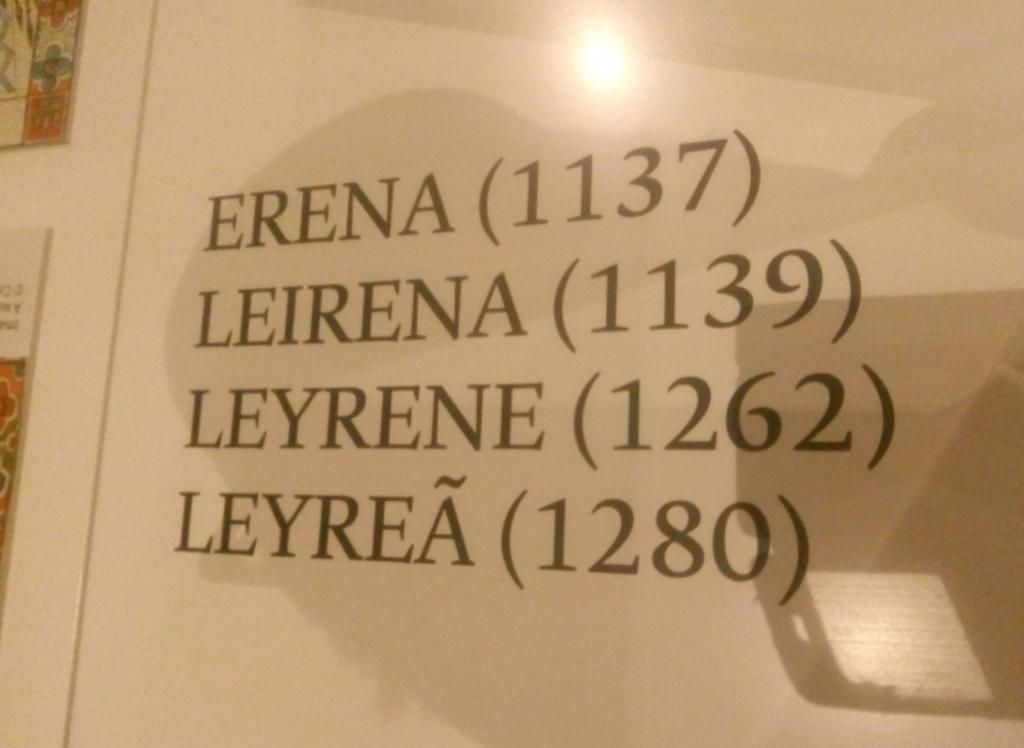 ERENA (1137)
LEIRENA (1139)
LEYRENE (1262)
LEYREÃ (1280)